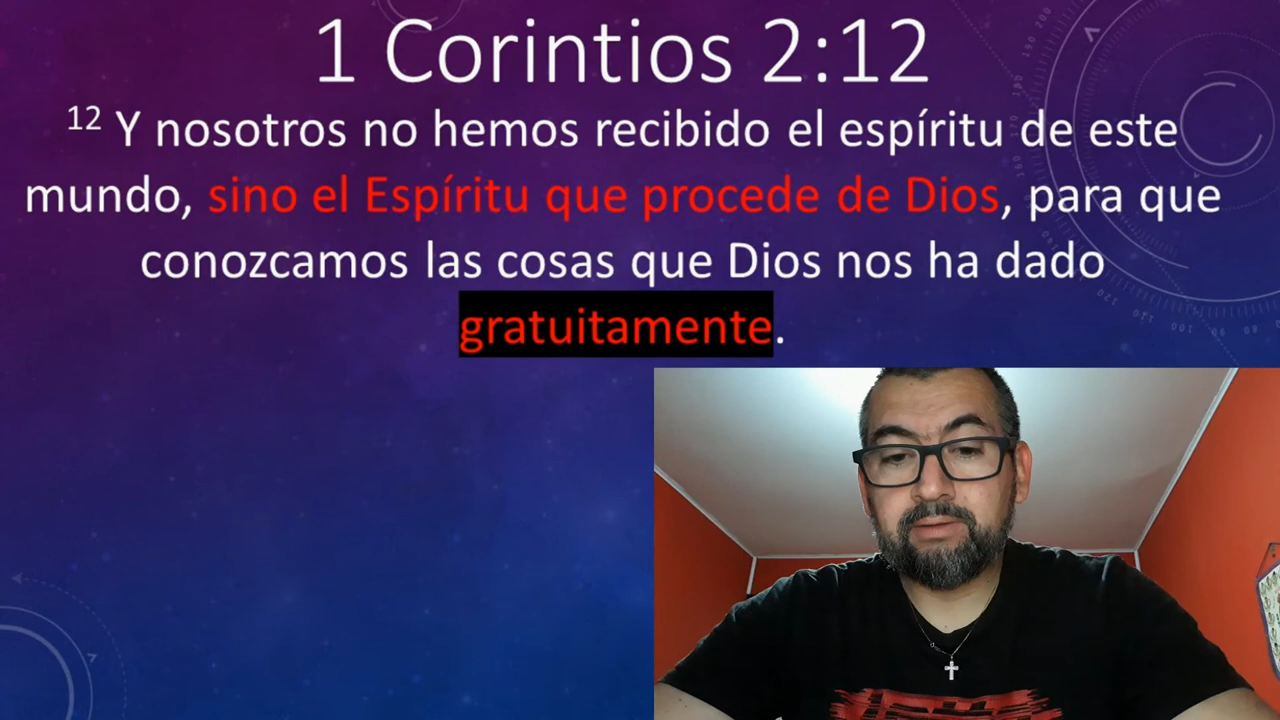 1 Corintios 2:12
12 Y nosotros no hemos recibido el espíritu de este
mundo, sino el Espíritu que procede de Dios, para que
conozcamos las cosas que Dios nos ha dado
gratuitamente.